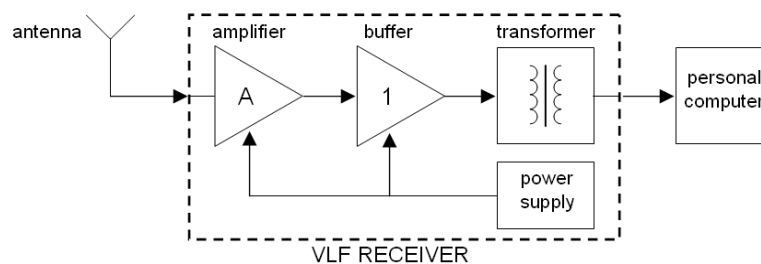 antenna
amplifier
buffer
transformer
A
1
personal
computer
power
supply
VLF RECEIVER